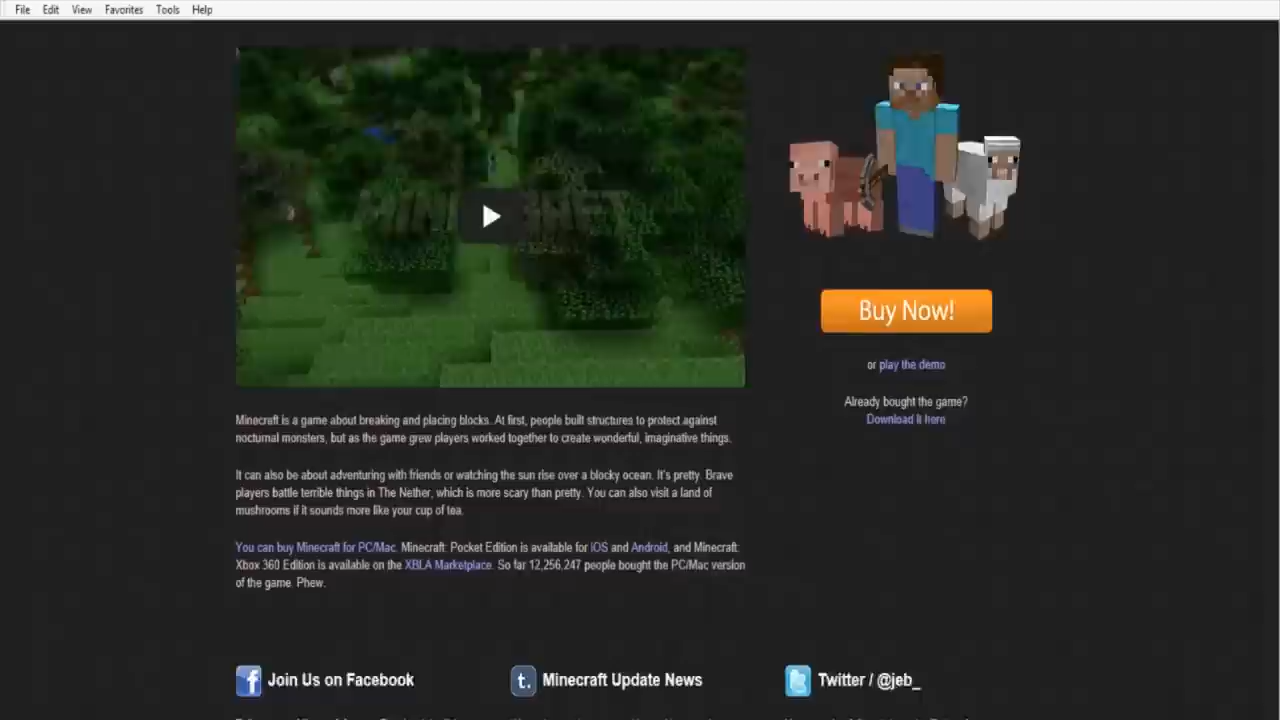 File Edit View Favorites Tools Help
Buy Now!
or play the demo
Already bought the game?
Download it here
Minecraft is a game about breaking and placing blocks. At first, people built structures to protect against
nocturnal monsters, but as the game grew players worked together to create wonderful, imaginative things.
It can also be about adventuring with friends or watching the sun rise over a blocky ocean. It's pretty. Brave
players battle terrible things in The Nether, which is more scary than pretty. You can also visit a land of
mushrooms if it sounds more like your cup of tea.
You can buy Minecraft for PC/Mac. Minecraft: Pocket Edition is available for iOS and Android, and Minecraft:
Xbox 360 Edition is available on the XBLA Marketplace. So far 12,256,247 people bought the PC/Mac version
of the game. Phew.
Join Us on Facebook
Minecraft Update News
Twitter / @jeb_